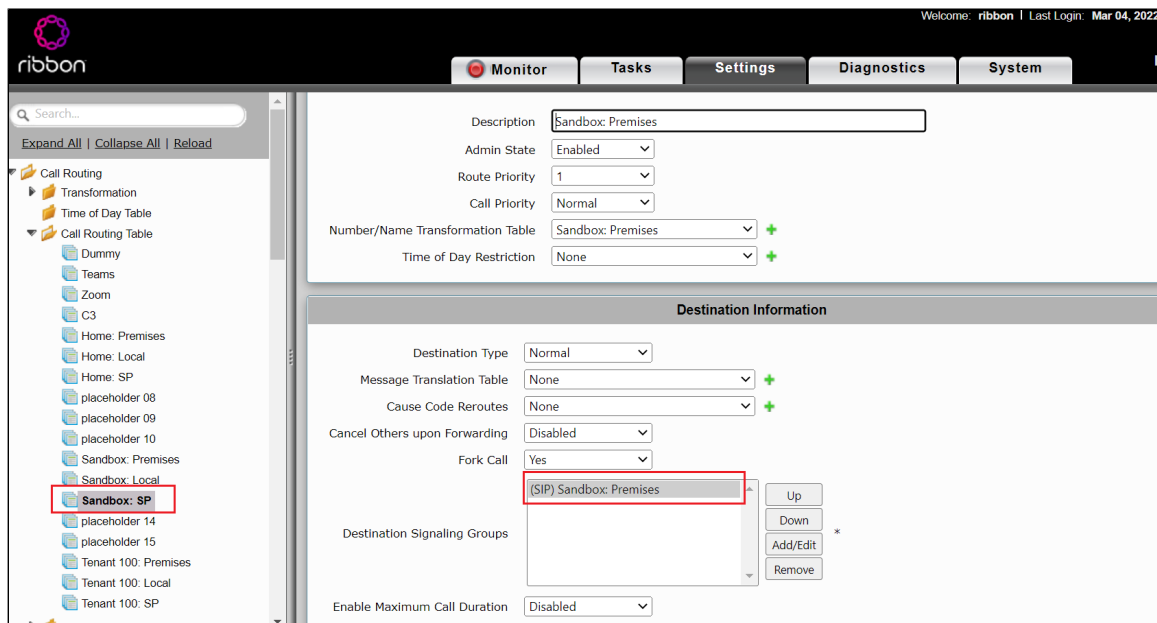 Welcome: ribbon | Last Login: Mar 04, 2022
ribbon
Monitor
Tasks
Settings
Diagnostics
System
Search...
Expand All | Collapse All | Reload
Call Routing
Transformation
Time of Day Table
Call Routing Table
Dummy
Teams
Zoom
C3
Home: Premises
Home: Local
Home: SP
placeholder 08
placeholder 09
placeholder 10
Sandbox: Premises
Sandbox: Local
Sandbox: SP
placeholder 14
placeholder 15
Tenant 100: Premises
Tenant 100: Local
Tenant 100: SP
Description Sandbox: Premises
Admin State Enabled
Route Priority 1
Call Priority Normal
Number/Name Transformation Table Sandbox: Premises
Time of Day Restriction None
Destination Information
Destination Type Normal
Message Translation Table None
Cause Code Reroutes None
Cancel Others upon Forwarding Disabled
Fork Call Yes
(SIP) Sandbox: Premises
Up
Down
Destination Signaling Groups *
Add/Edit
Remove
Enable Maximum Call Duration Disabled